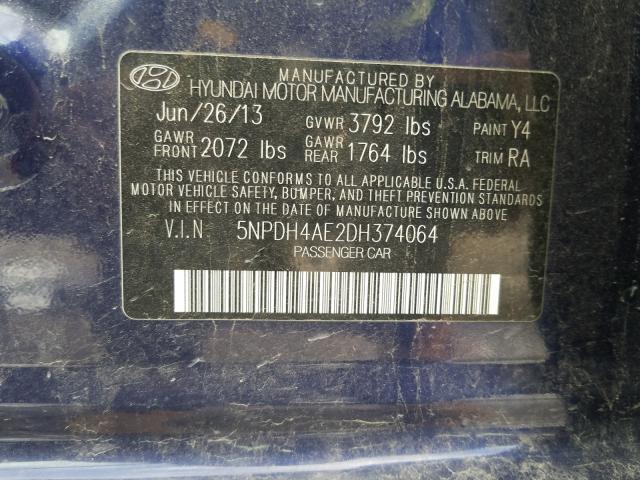 MANUFACTURED BY
HYUNDAI MOTOR MANUFACTURING ALABAMA, LLC
Jun/26/13 GVWR 3792 lbs PAINT Y4
GAWR FRONT 2072 lbs GAWR REAR 1764 lbs TRIM RA
THIS VEHICLE CONFORMS TO ALL APPLICABLE U.S.A. FEDERAL
MOTOR VEHICLE SAFETY, BUMPER, AND THEFT PREVENTION STANDARDS
IN EFFECT ON THE DATE OF MANUFACTURE SHOWN ABOVE.
V.I.N 5NPDH4AE2DH374064
PASSENGER CAR